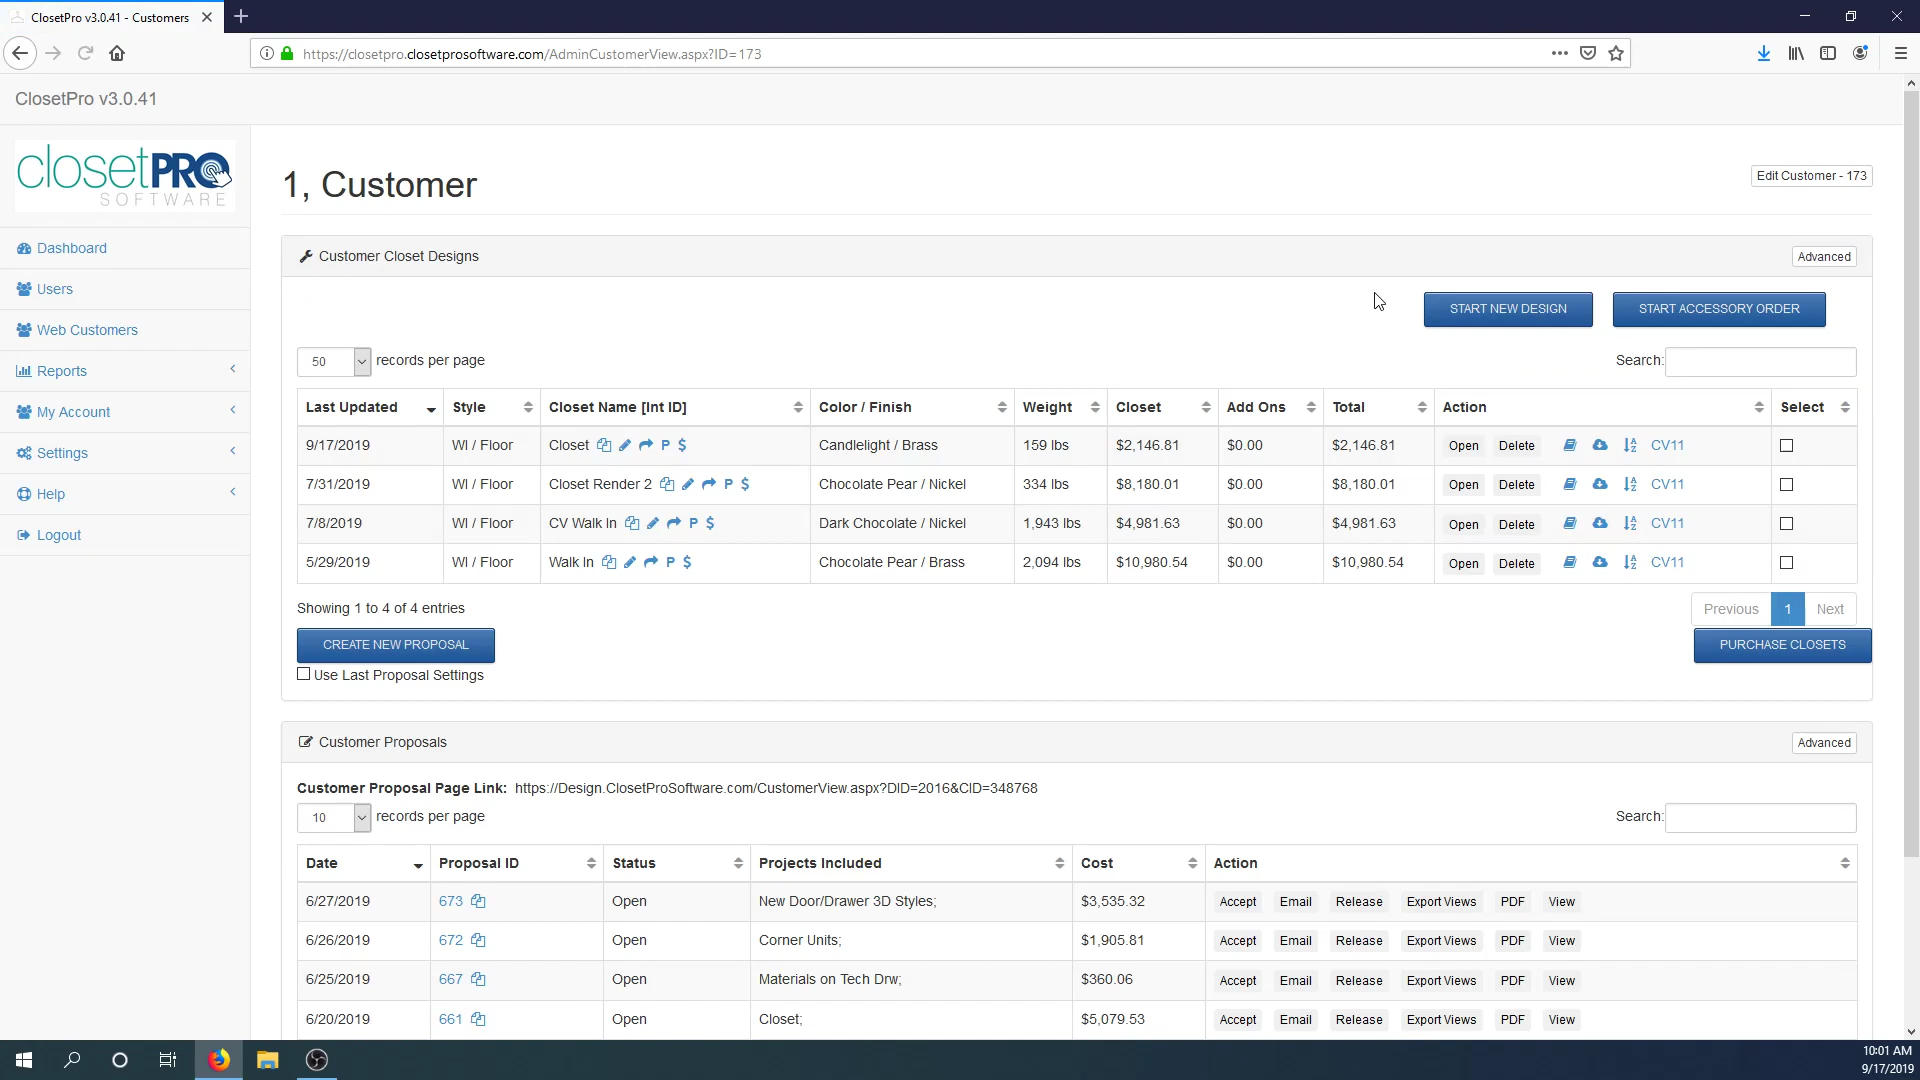 ClosetPro v3.0.41 - Customers
https://closetpro.closetprosoftware.com/AdminCustomerView.aspx?ID=173
ClosetPro v3.0.41
closetPRO
SOFTWARE
Dashboard
Users
Web Customers
Reports
My Account
Settings
Help
Logout
1, Customer
Edit Customer - 173
Customer Closet Designs
Advanced
START NEW DESIGN
START ACCESSORY ORDER
50 records per page
Search:
Last Updated Style Closet Name [Int ID] Color / Finish Weight Closet Add Ons Total Action Select
9/17/2019 WI / Floor Closet P $ Candlelight / Brass 159 lbs $2,146.81 $0.00 $2,146.81 Open Delete CV11
7/31/2019 WI / Floor Closet Render 2 P $ Chocolate Pear / Nickel 334 lbs $8,180.01 $0.00 $8,180.01 Open Delete CV11
7/8/2019 WI / Floor CV Walk In P $ Dark Chocolate / Nickel 1,943 lbs $4,981.63 $0.00 $4,981.63 Open Delete CV11
5/29/2019 WI / Floor Walk In P $ Chocolate Pear / Brass 2,094 lbs $10,980.54 $0.00 $10,980.54 Open Delete CV11
Showing 1 to 4 of 4 entries
Previous 1 Next
CREATE NEW PROPOSAL
PURCHASE CLOSETS
Use Last Proposal Settings
Customer Proposals
Advanced
Customer Proposal Page Link: https://Design.ClosetProSoftware.com/CustomerView.aspx?DID=2016&CID=348768
10 records per page
Search:
Date Proposal ID Status Projects Included Cost Action
6/27/2019 673 Open New Door/Drawer 3D Styles; $3,535.32 Accept Email Release Export Views PDF View
6/26/2019 672 Open Corner Units; $1,905.81 Accept Email Release Export Views PDF View
6/25/2019 667 Open Materials on Tech Drw; $360.06 Accept Email Release Export Views PDF View
6/20/2019 661 Open Closet; $5,079.53 Accept Email Release Export Views PDF View
10:01 AM
9/17/2019